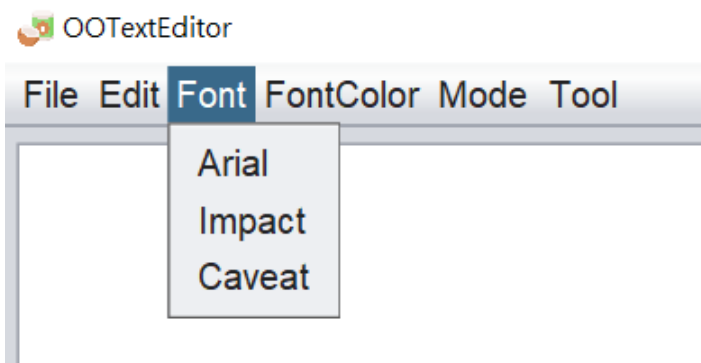 OOTextEditor
File Edit Font FontColor Mode Tool
Arial
Impact
Caveat